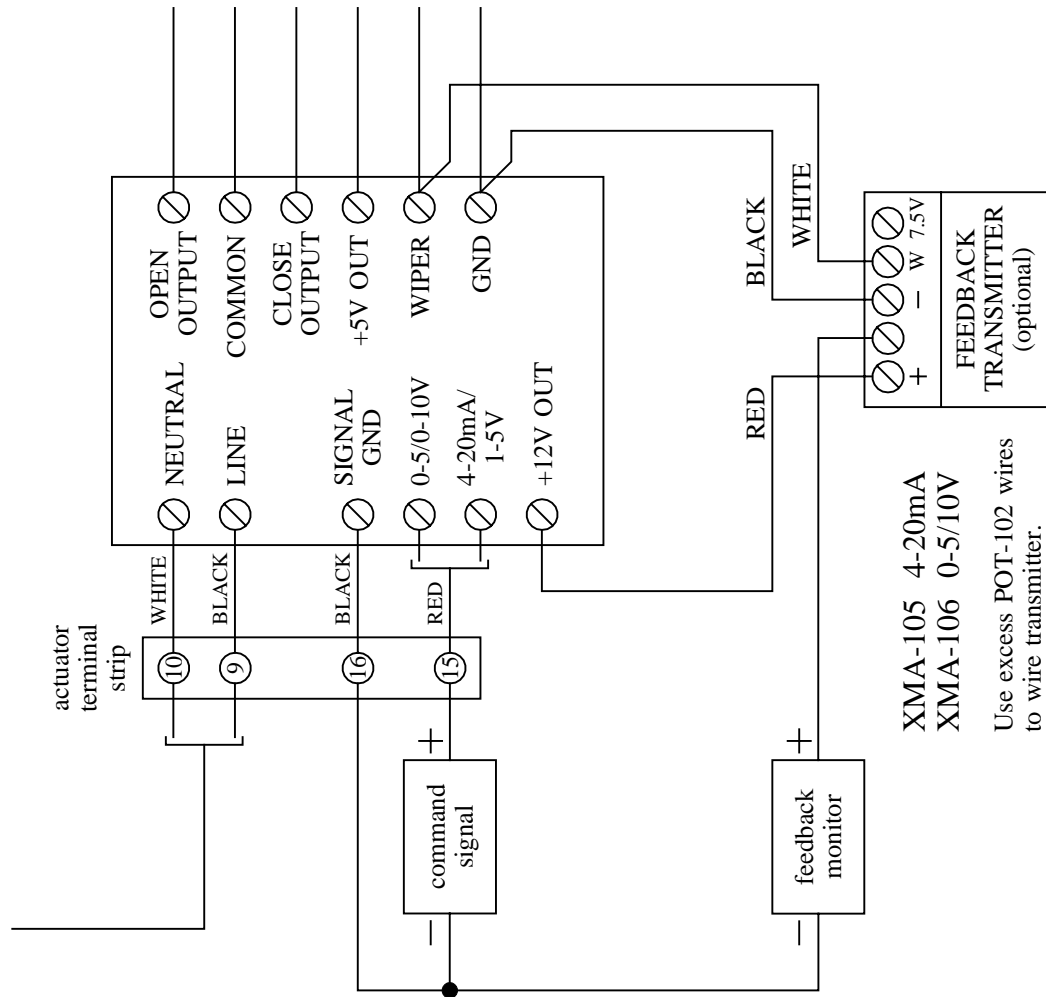 actuator
terminal
strip
10
9
16
15
WHITE
BLACK
BLACK
RED
NEUTRAL
LINE
SIGNAL
GND
0-5/0-10V
4-20mA/
1-5V
+12V OUT
OPEN
OUTPUT
COMMON
CLOSE
OUTPUT
+5V OUT
WIPER
GND
command
signal
+
−
feedback
monitor
+
−
RED
BLACK
WHITE
+
−
W
7.5V
FEEDBACK
TRANSMITTER
(optional)
XMA-105 4-20mA
XMA-106 0-5/10V
Use excess POT-102 wires
to wire transmitter.